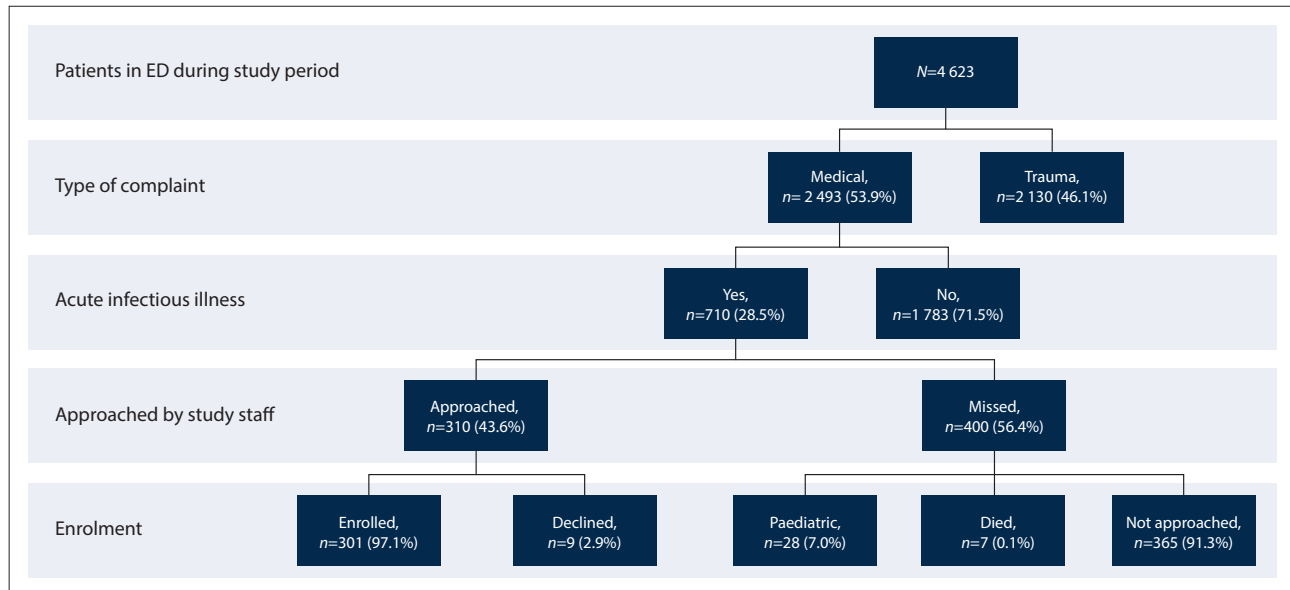 Patients in ED during study period
N=4 623
Type of complaint
Medical,
n= 2 493 (53.9%)
Trauma,
n=2 130 (46.1%)
Acute infectious illness
Yes,
n=710 (28.5%)
No,
n=1 783 (71.5%)
Approached by study staff
Approached,
n=310 (43.6%)
Missed,
n=400 (56.4%)
Enrolment
Enrolled,
n=301 (97.1%)
Declined,
n=9 (2.9%)
Paediatric,
n=28 (7.0%)
Died,
n=7 (0.1%)
Not approached,
n=365 (91.3%)